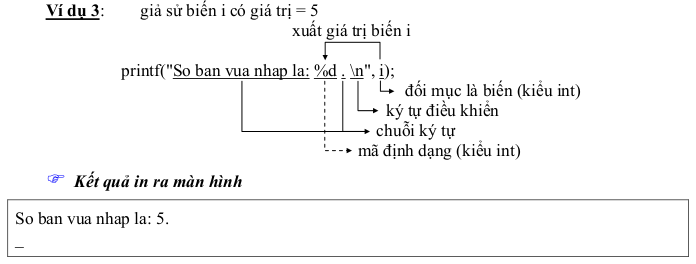 Ví dụ 3: giả sử biến i có giá trị = 5
xuất giá trị biến i
printf("So ban vua nhap la: %d . \n", i);
đối mục là biến (kiểu int)
ký tự điều khiển
chuỗi ký tự
mã định dạng (kiểu int)
☞ Kết quả in ra màn hình
So ban vua nhap la: 5.
_